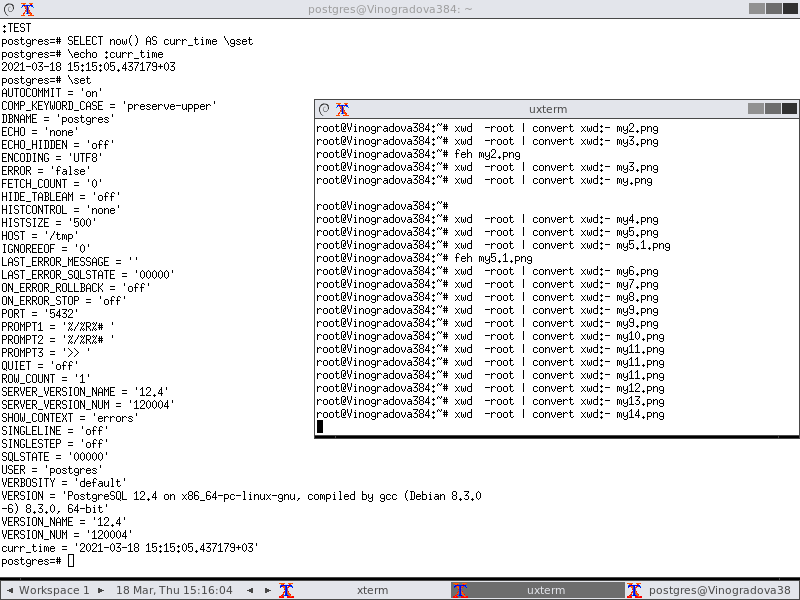 postgres@Vinogradova384: ~
:TEST
postgres=# SELECT now() AS curr_time \gset
postgres=# \echo :curr_time
2021-03-18 15:15:05.437179+03
postgres=# \set
AUTOCOMMIT = 'on'
COMP_KEYWORD_CASE = 'preserve-upper'
DBNAME = 'postgres'
ECHO = 'none'
ECHO_HIDDEN = 'off'
ENCODING = 'UTF8'
ERROR = 'false'
FETCH_COUNT = '0'
HIDE_TABLEAM = 'off'
HISTCONTROL = 'none'
HISTSIZE = '500'
HOST = '/tmp'
IGNOREEOF = '0'
LAST_ERROR_MESSAGE = ''
LAST_ERROR_SQLSTATE = '00000'
ON_ERROR_ROLLBACK = 'off'
ON_ERROR_STOP = 'off'
PORT = '5432'
PROMPT1 = '%/%R%# '
PROMPT2 = '%/%R%# '
PROMPT3 = '>> '
QUIET = 'off'
ROW_COUNT = '1'
SERVER_VERSION_NAME = '12.4'
SERVER_VERSION_NUM = '120004'
SHOW_CONTEXT = 'errors'
SINGLELINE = 'off'
SINGLESTEP = 'off'
SQLSTATE = '00000'
USER = 'postgres'
VERBOSITY = 'default'
VERSION = 'PostgreSQL 12.4 on x86_64-pc-linux-gnu, compiled by gcc (Debian 8.3.0
-6) 8.3.0, 64-bit'
VERSION_NAME = '12.4'
VERSION_NUM = '120004'
curr_time = '2021-03-18 15:15:05.437179+03'
postgres=#
uxterm
root@Vinogradova384:~# xwd  -root | convert xwd:- my2.png
root@Vinogradova384:~# xwd  -root | convert xwd:- my3.png
root@Vinogradova384:~# feh my2.png
root@Vinogradova384:~# xwd  -root | convert xwd:- my3.png
root@Vinogradova384:~# xwd  -root | convert xwd:- my.png
root@Vinogradova384:~#
root@Vinogradova384:~# xwd  -root | convert xwd:- my4.png
root@Vinogradova384:~# xwd  -root | convert xwd:- my5.png
root@Vinogradova384:~# xwd  -root | convert xwd:- my5.1.png
root@Vinogradova384:~# feh my5.1.png
root@Vinogradova384:~# xwd  -root | convert xwd:- my6.png
root@Vinogradova384:~# xwd  -root | convert xwd:- my7.png
root@Vinogradova384:~# xwd  -root | convert xwd:- my8.png
root@Vinogradova384:~# xwd  -root | convert xwd:- my9.png
root@Vinogradova384:~# xwd  -root | convert xwd:- my9.png
root@Vinogradova384:~# xwd  -root | convert xwd:- my10.png
root@Vinogradova384:~# xwd  -root | convert xwd:- my11.png
root@Vinogradova384:~# xwd  -root | convert xwd:- my11.png
root@Vinogradova384:~# xwd  -root | convert xwd:- my11.png
root@Vinogradova384:~# xwd  -root | convert xwd:- my12.png
root@Vinogradova384:~# xwd  -root | convert xwd:- my13.png
root@Vinogradova384:~# xwd  -root | convert xwd:- my14.png
Workspace 1 18 Mar, Thu 15:16:04 xterm uxterm postgres@Vinogradova38